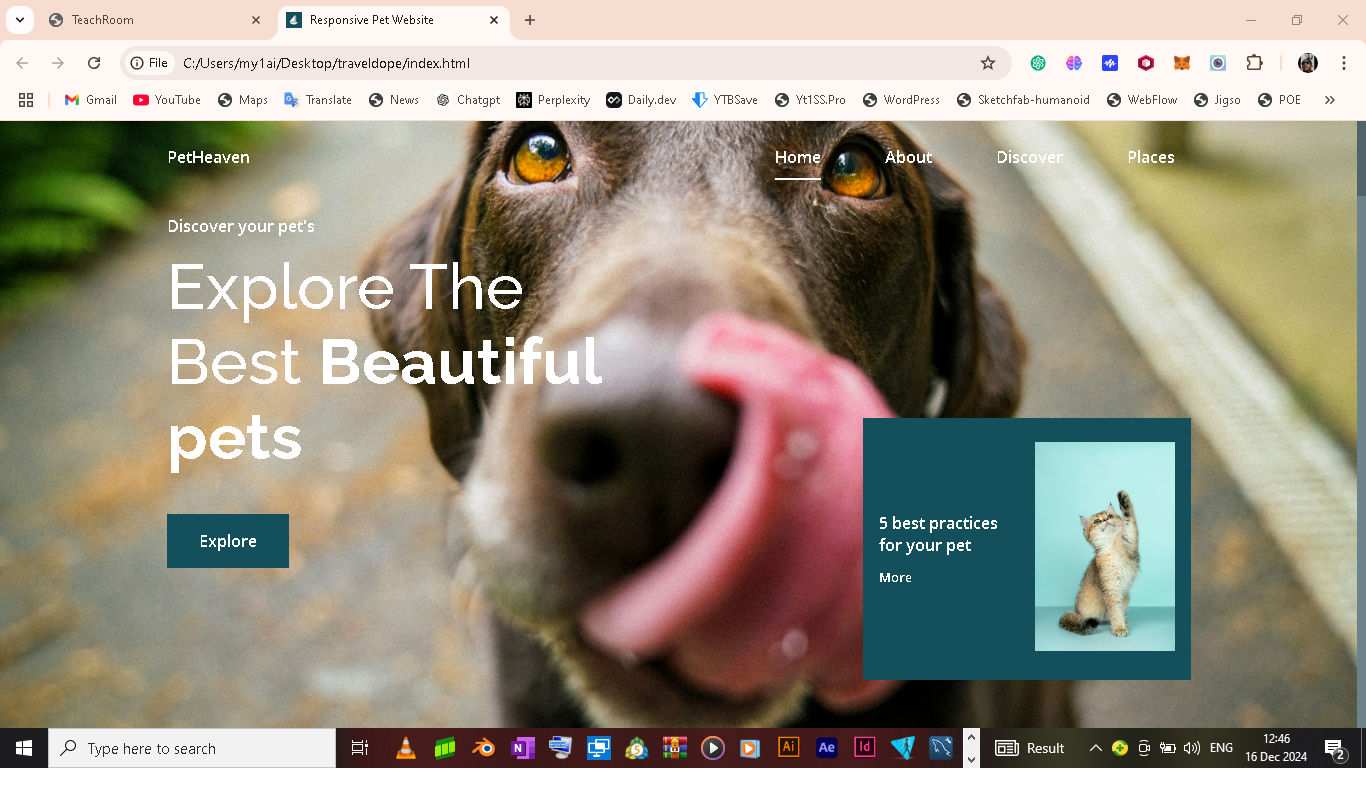 TeachRoom
Responsive Pet Website
File C:/Users/my1ai/Desktop/traveldope/index.html
Gmail YouTube Maps Translate News Chatgpt Perplexity Daily.dev YTBSave Yt1SS.Pro WordPress Sketchfab-humanoid WebFlow Jigso POE
PetHeaven
Home About Discover Places
Discover your pet's
Explore The
Best Beautiful
pets
Explore
5 best practices
for your pet
More
Type here to search
N
Ai
Ae
Id
Result
ENG
12:46
16 Dec 2024
2